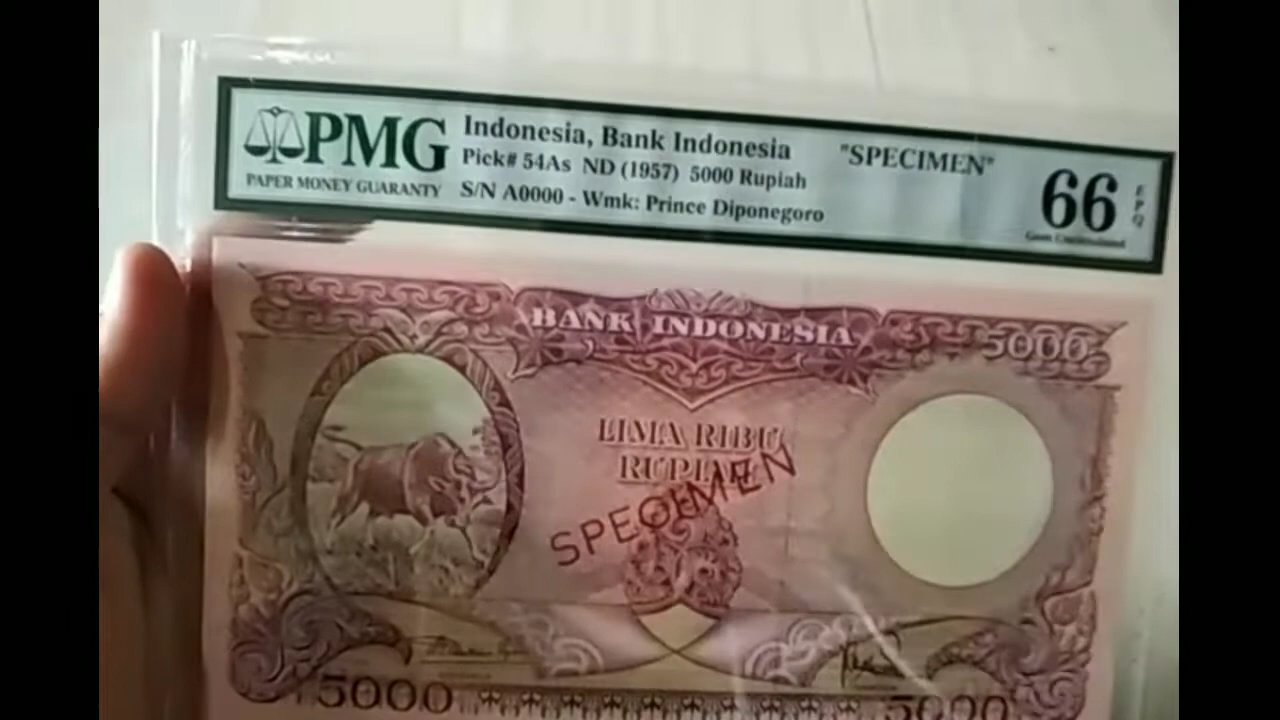 PMG
PAPER MONEY GUARANTY
Indonesia, Bank Indonesia "SPECIMEN"
Pick# 54As ND (1957) 5000 Rupiah
S/N A0000 - Wmk: Prince Diponegoro
66 EPQ
Gem Uncirculated
BANK INDONESIA
5000
LIMA RIBU
RUPIAH
SPECIMEN
5000
5000